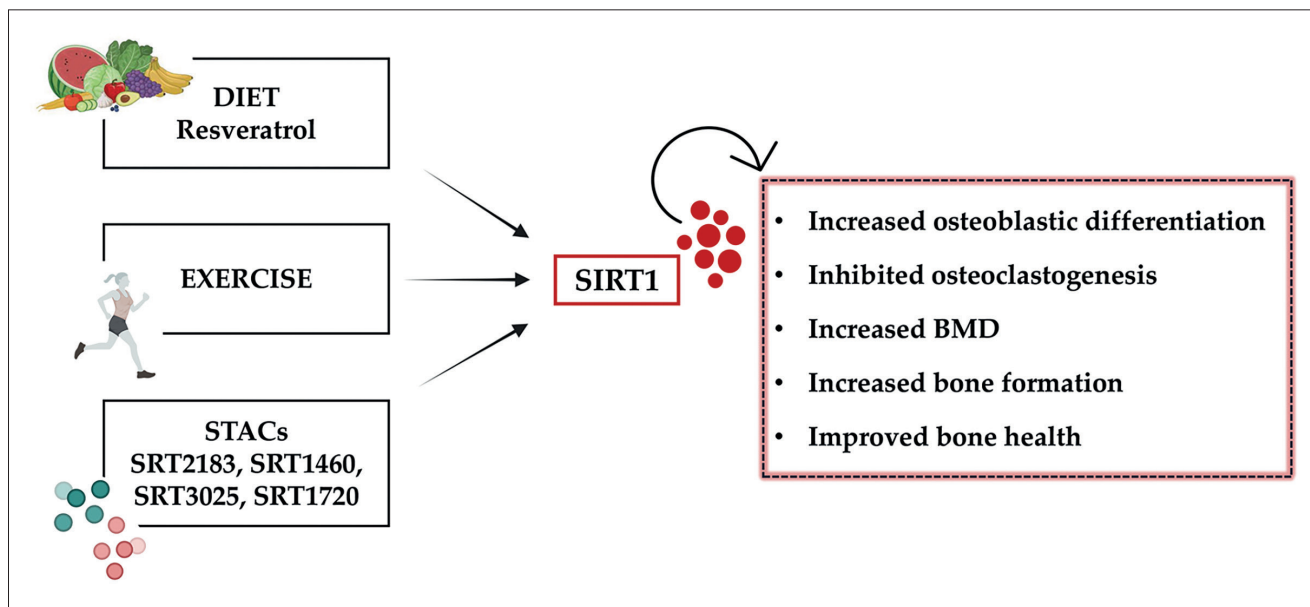 DIET
Resveratrol
EXERCISE
STACs
SRT2183, SRT1460,
SRT3025, SRT1720
SIRT1
• Increased osteoblastic differentiation
• Inhibited osteoclastogenesis
• Increased BMD
• Increased bone formation
• Improved bone health